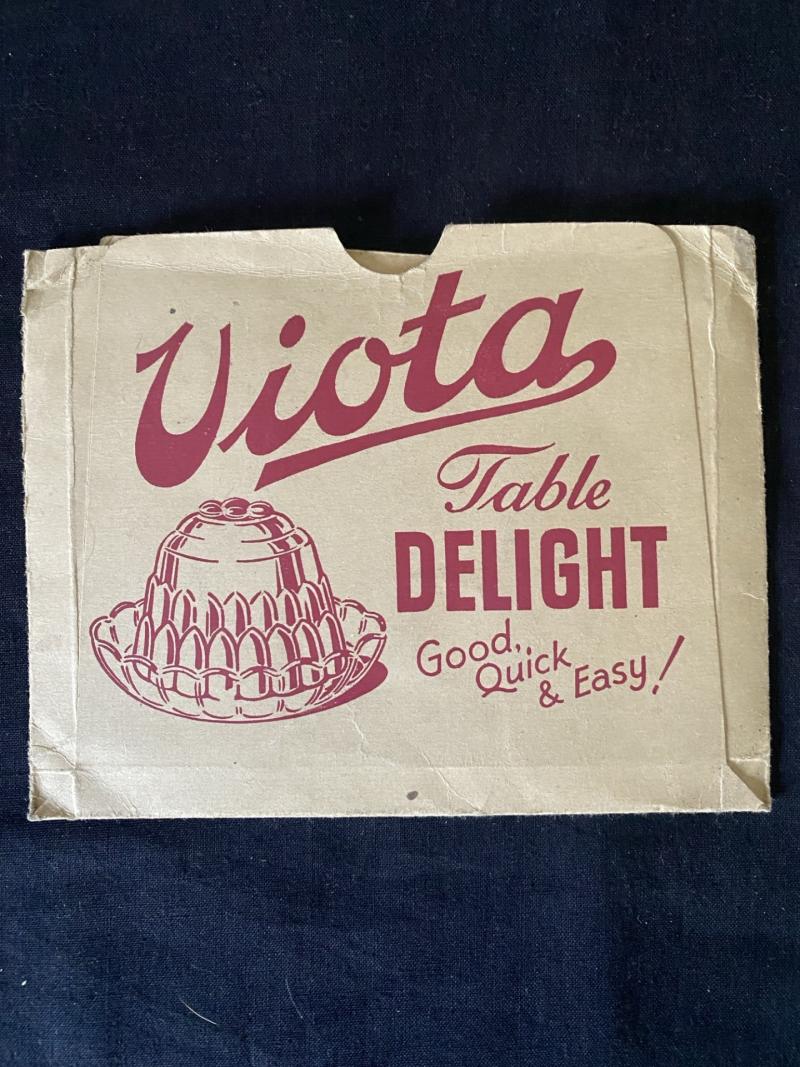 Viota
Table
DELIGHT
Good,
Quick
& Easy!